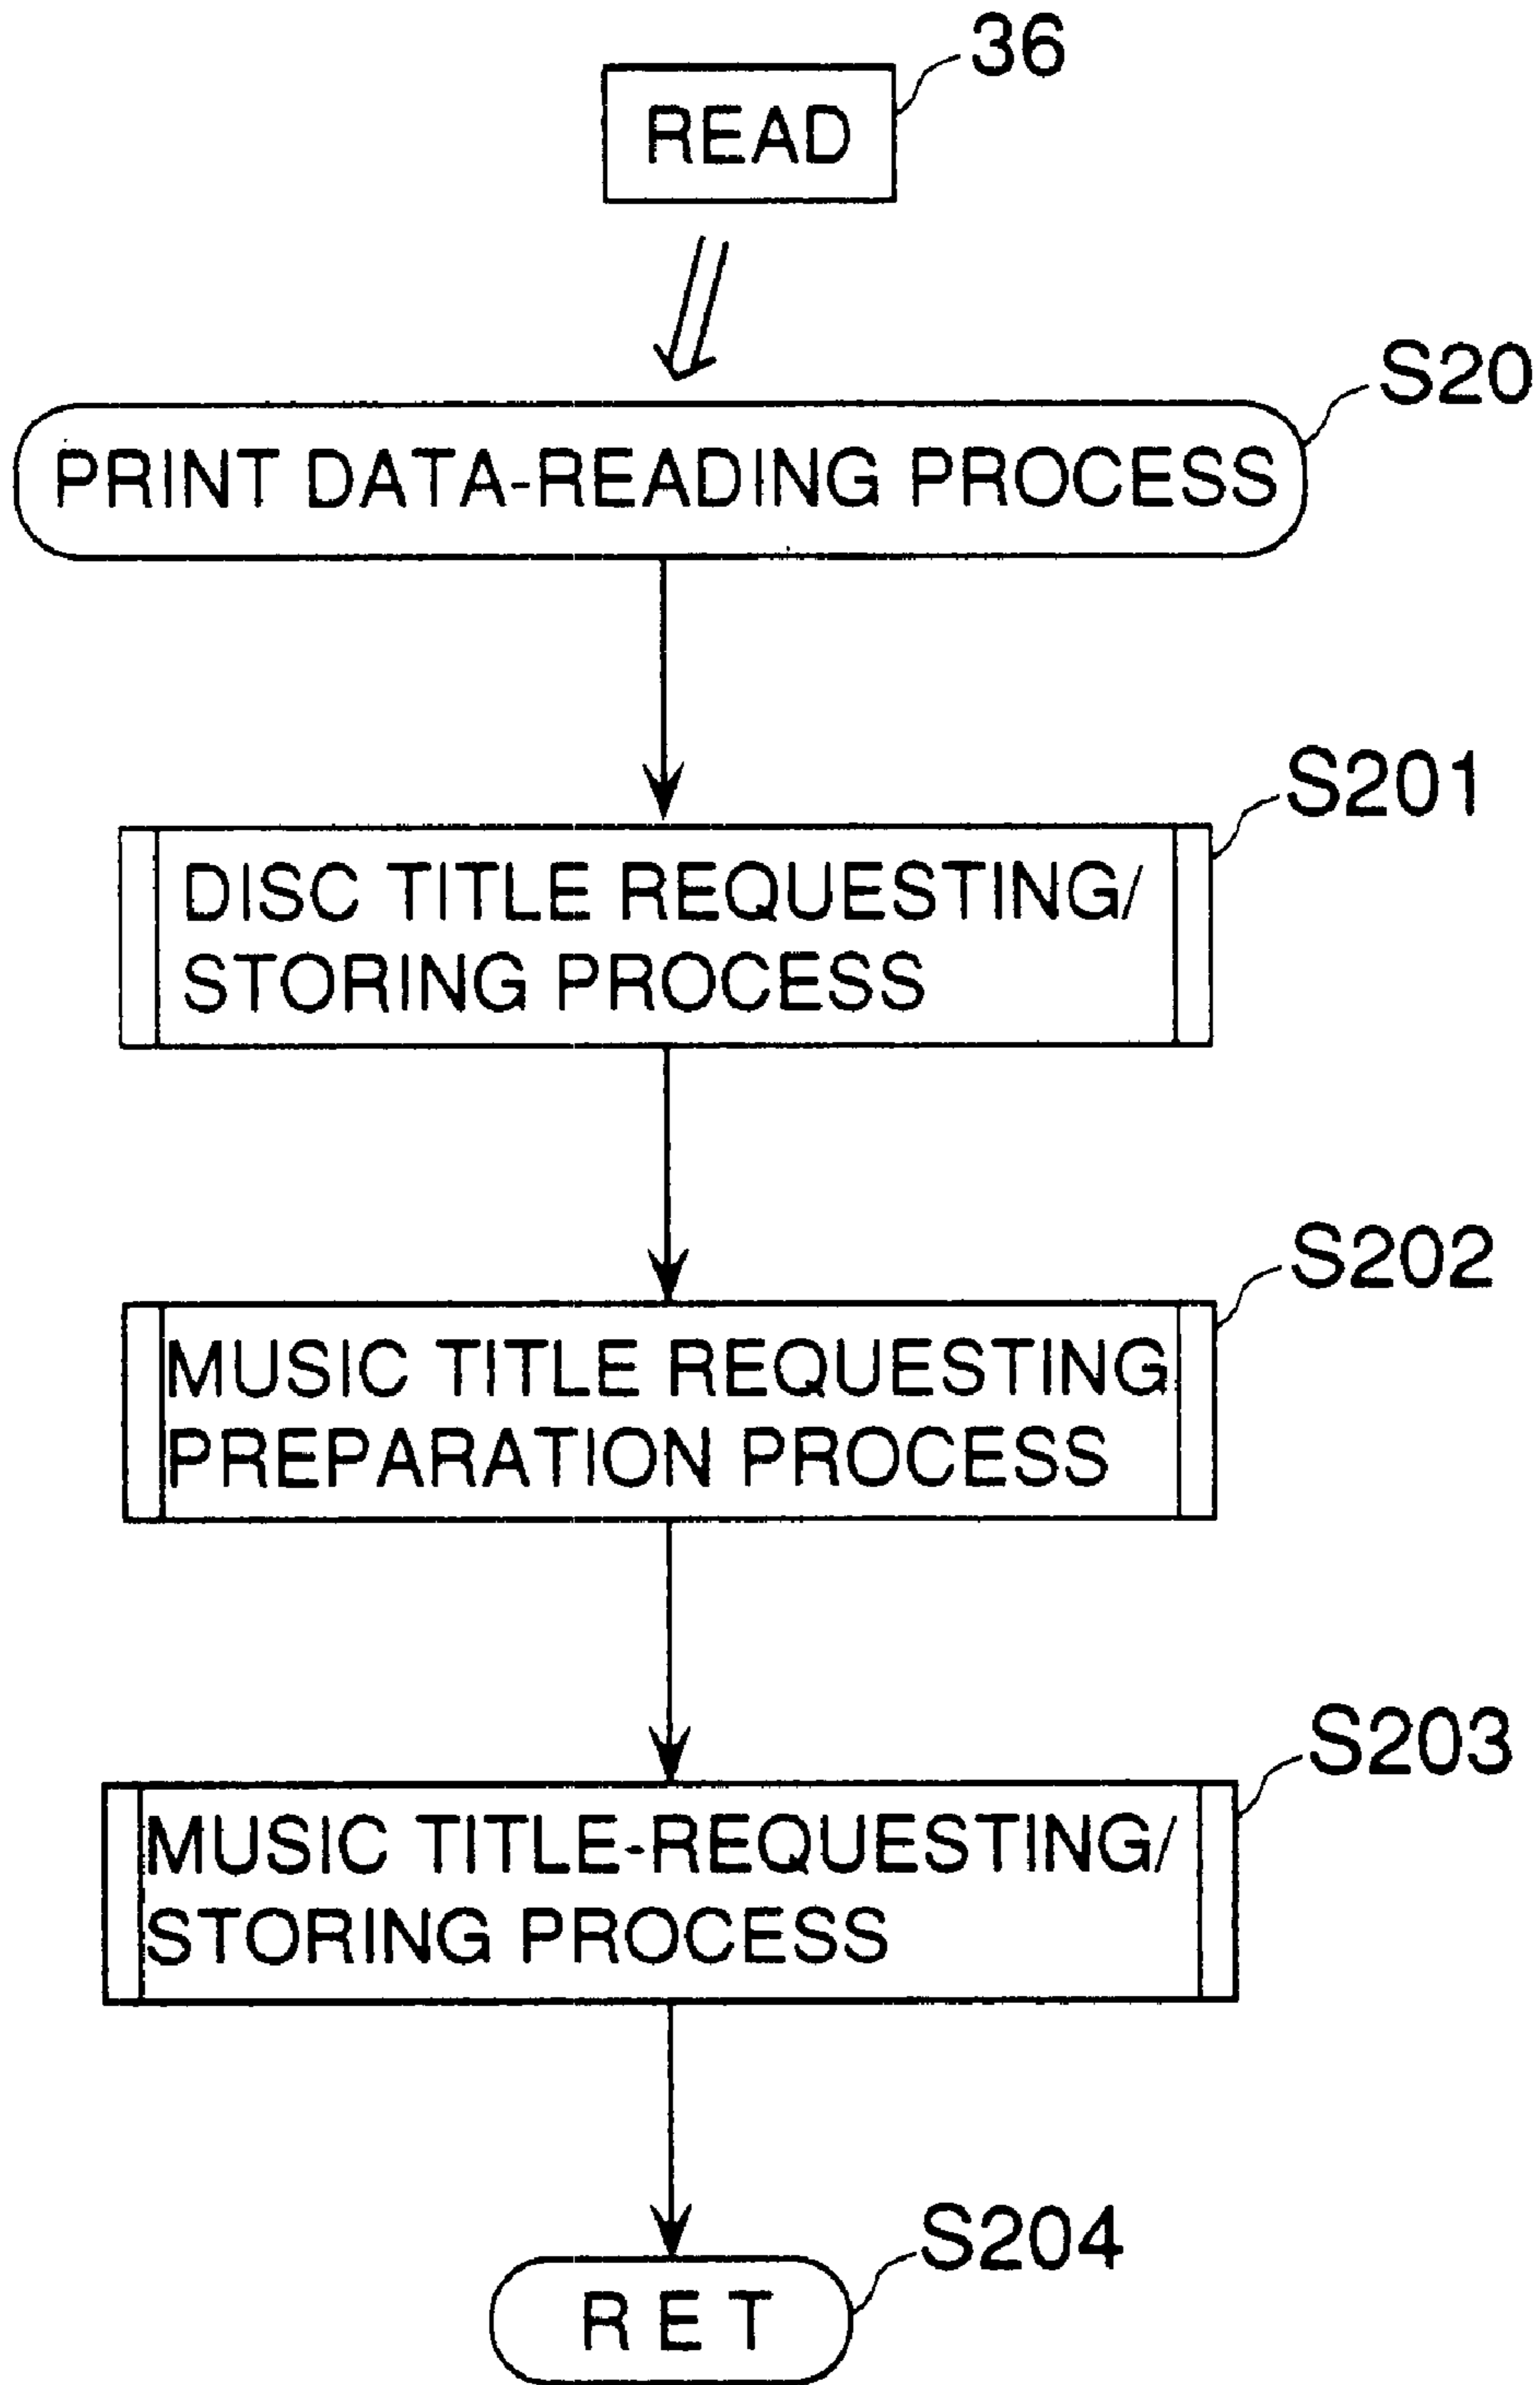 36
READ
S20
PRINT DATA-READING PROCESS
S201
DISC TITLE REQUESTING/
STORING PROCESS
S202
MUSIC TITLE REQUESTING
PREPARATION PROCESS
S203
MUSIC TITLE-REQUESTING/
STORING PROCESS
S204
RET